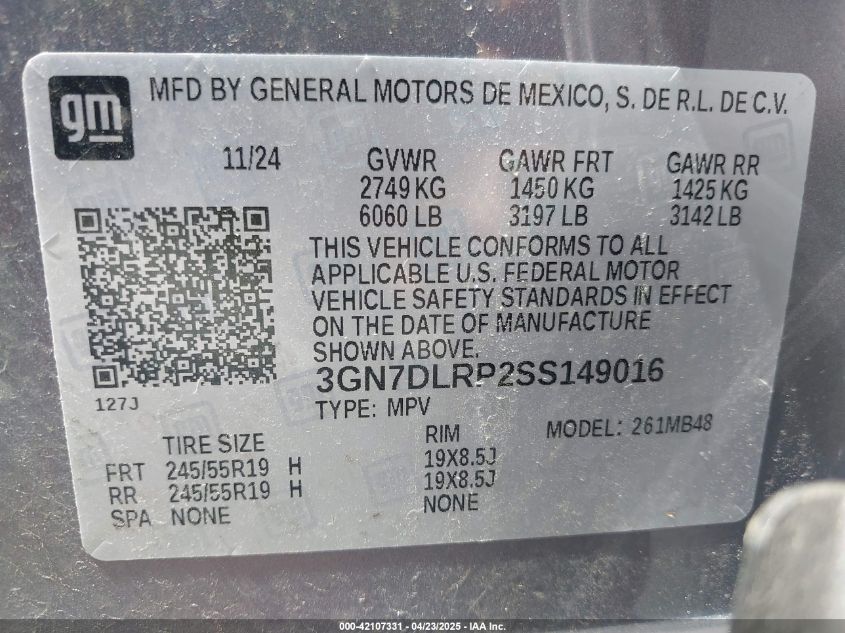 gm
MFD BY GENERAL MOTORS DE MEXICO, S. DE R.L. DE C.V.
11/24 GVWR GAWR FRT GAWR RR
2749 KG 1450 KG 1425 KG
6060 LB 3197 LB 3142 LB
THIS VEHICLE CONFORMS TO ALL
APPLICABLE U.S. FEDERAL MOTOR
VEHICLE SAFETY STANDARDS IN EFFECT
ON THE DATE OF MANUFACTURE
SHOWN ABOVE.
3GN7DLRP2SS149016
127J
TYPE: MPV
MODEL: 261MB48
TIRE SIZE RIM
FRT 245/55R19 H 19X8.5J
RR 245/55R19 H 19X8.5J
SPA NONE NONE
000-42107331 - 04/23/2025 - IAA Inc.